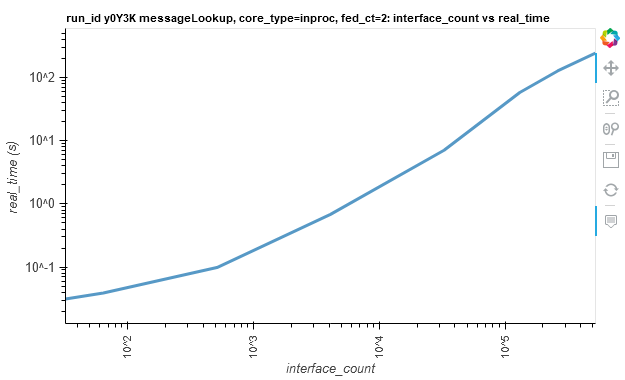 run_id y0Y3K messageLookup, core_type=inproc, fed_ct=2: interface_count vs real_time
10^2
10^1
10^0
10^-1
real_time (s)
10^2
10^3
10^4
10^5
interface_count